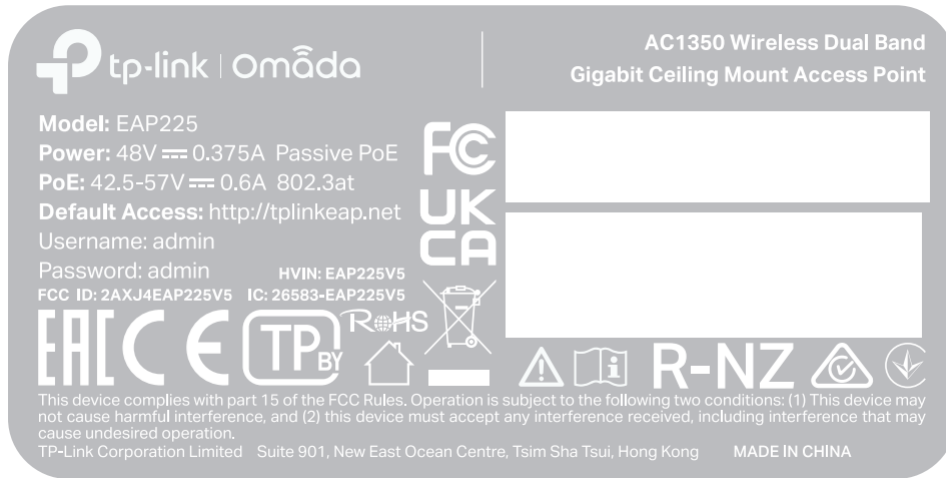 tp-link | Omada
AC1350 Wireless Dual Band
Gigabit Ceiling Mount Access Point
Model: EAP225
Power: 48V ⎓ 0.375A Passive PoE
PoE: 42.5-57V ⎓ 0.6A 802.3at
Default Access: http://tplinkeap.net
Username: admin
Password: admin
HVIN: EAP225V5
FCC ID: 2AXJ4EAP225V5 IC: 26583-EAP225V5
FC
UK
CA
EAC CE TP BY RoHS
R-NZ
This device complies with part 15 of the FCC Rules. Operation is subject to the following two conditions: (1) This device may
not cause harmful interference, and (2) this device must accept any interference received, including interference that may
cause undesired operation.
TP-Link Corporation Limited Suite 901, New East Ocean Centre, Tsim Sha Tsui, Hong Kong MADE IN CHINA